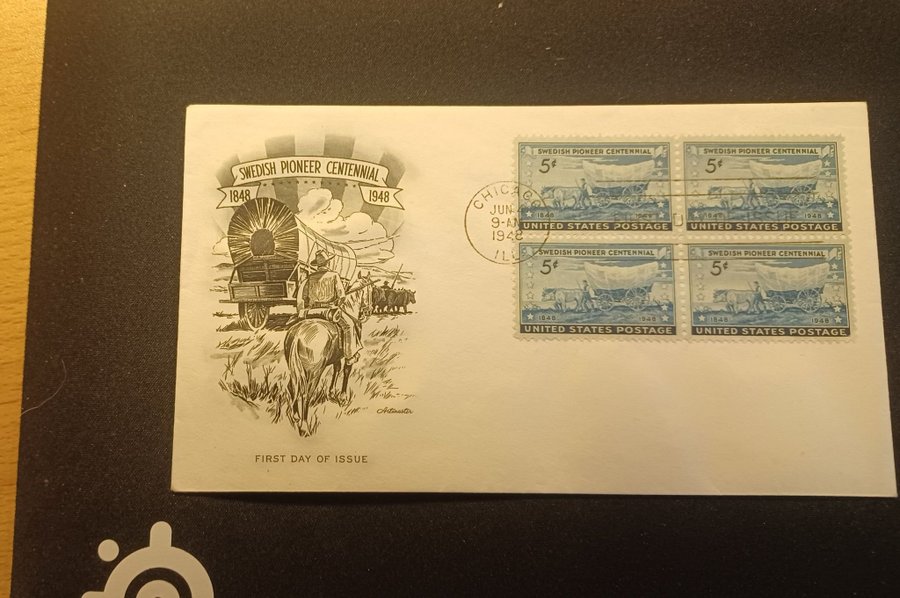 SWEDISH PIONEER CENTENNIAL
1848 1948
Artmaster
FIRST DAY OF ISSUE
CHICAGO
JUN
9-AM
1948
ILL
SWEDISH PIONEER CENTENNIAL
5¢
1848 1948
UNITED STATES POSTAGE
SWEDISH PIONEER CENTENNIAL
5¢
1848 1948
UNITED STATES POSTAGE
SWEDISH PIONEER CENTENNIAL
5¢
1848 1948
UNITED STATES POSTAGE
SWEDISH PIONEER CENTENNIAL
5¢
1848 1948
UNITED STATES POSTAGE